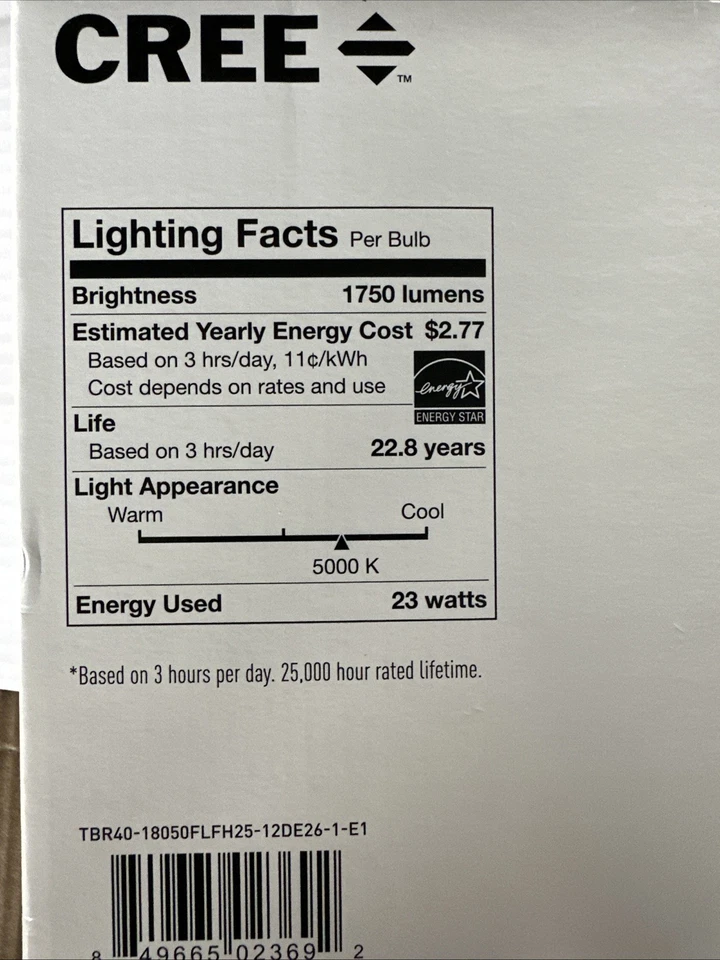 CREE
TM
Lighting Facts Per Bulb
Brightness 1750 lumens
Estimated Yearly Energy Cost $2.77
Based on 3 hrs/day, 11¢/kWh
Cost depends on rates and use
energy
ENERGY STAR
Life
Based on 3 hrs/day 22.8 years
Light Appearance
Warm Cool
5000 K
Energy Used 23 watts
*Based on 3 hours per day. 25,000 hour rated lifetime.
TBR40-18050FLFH25-12DE26-1-E1
8 49665 02369 2